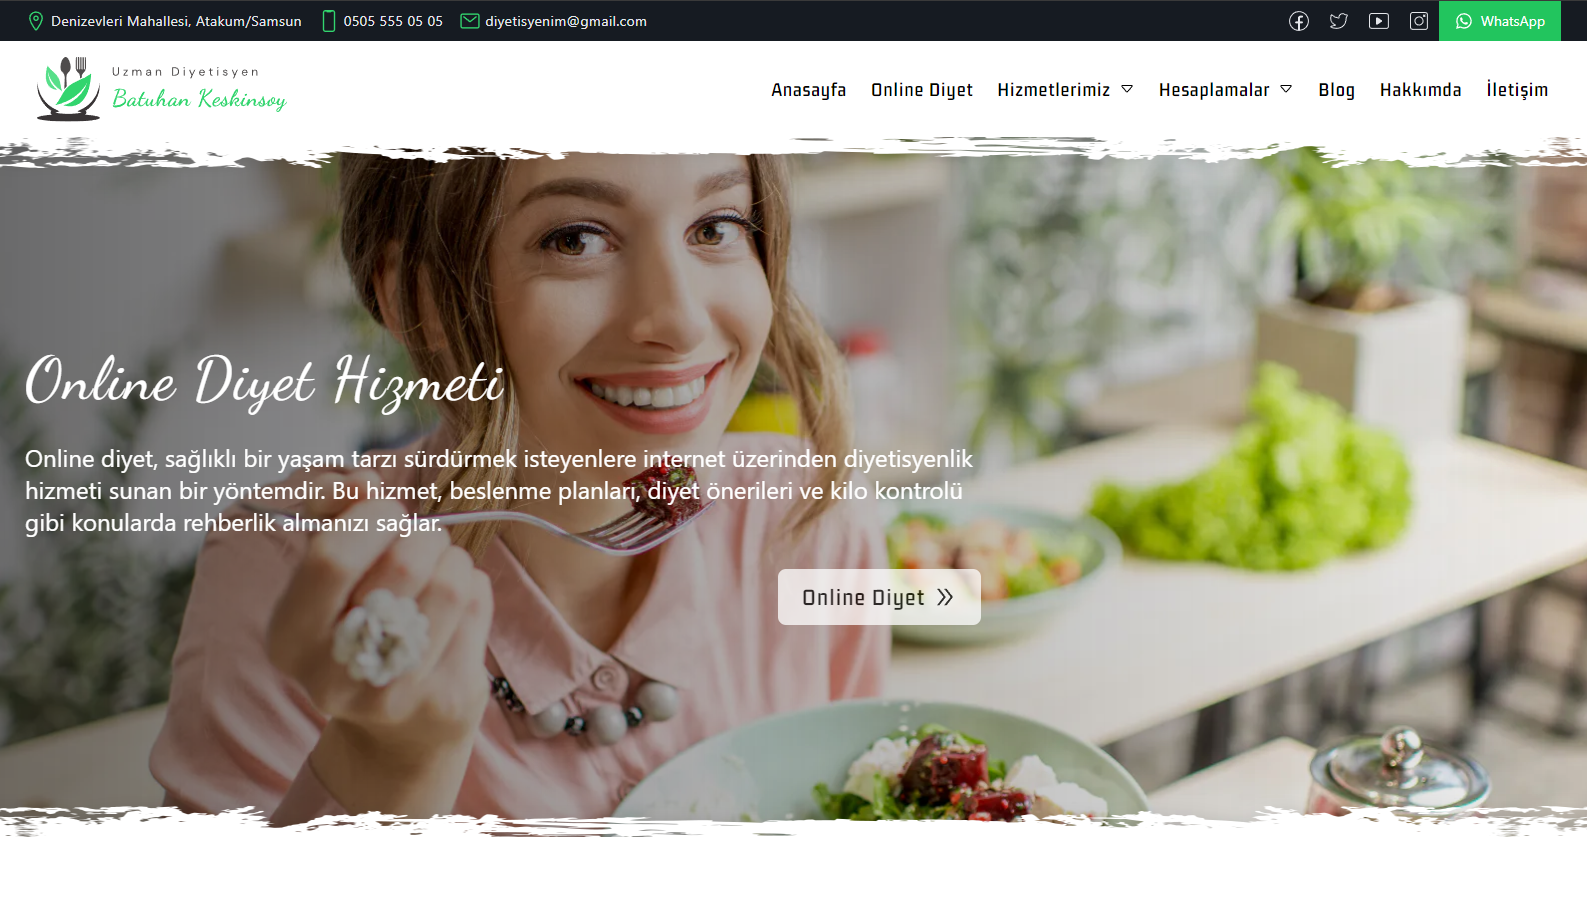 Denizevleri Mahallesi, Atakum/Samsun
0505 555 05 05
diyetisyenim@gmail.com
WhatsApp
Uzman Diyetisyen
Batuhan Keskinsoy
Anasayfa
Online Diyet
Hizmetlerimiz
Hesaplamalar
Blog
Hakkımda
İletişim
Online Diyet Hizmeti
Online diyet, sağlıklı bir yaşam tarzı sürdürmek isteyenlere internet üzerinden diyetisyenlik
hizmeti sunan bir yöntemdir. Bu hizmet, beslenme planları, diyet önerileri ve kilo kontrolü
gibi konularda rehberlik almanızı sağlar.
Online Diyet